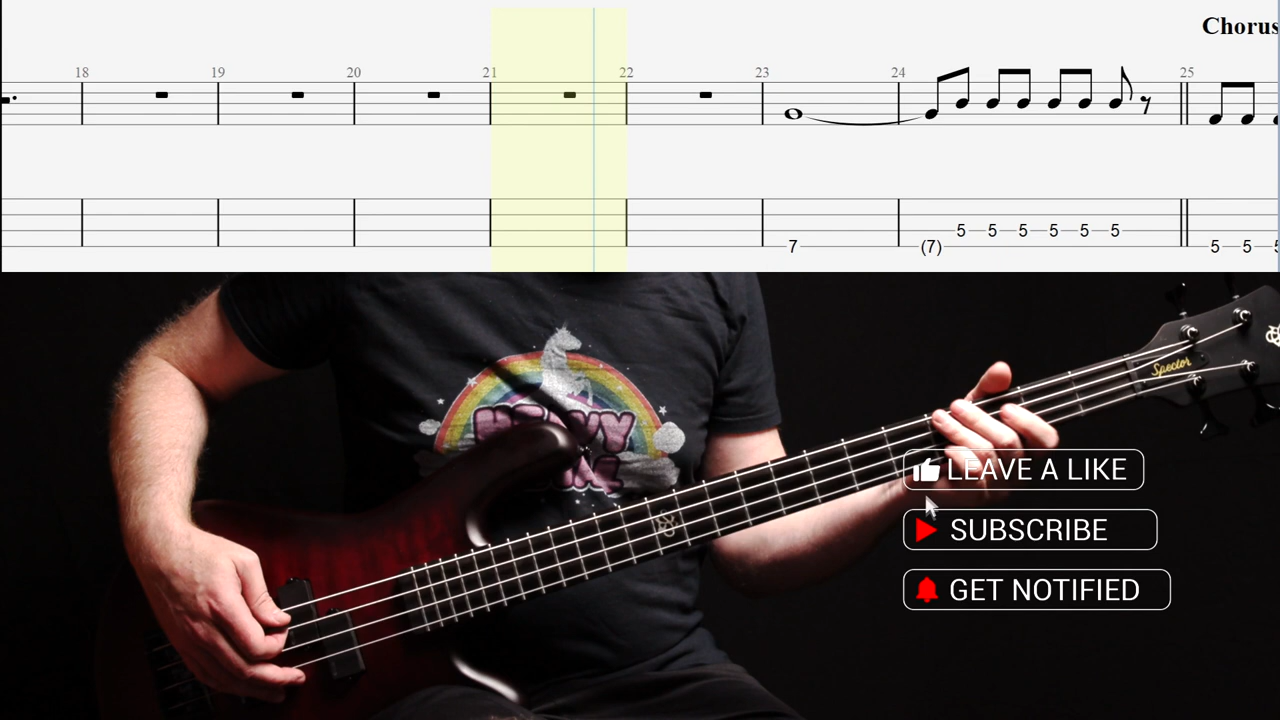 Chorus
18 19 20 21 22 23 24 25
5 5 5 5 5 5
7 (7) 5 5 5
Spector
LEAVE A LIKE
SUBSCRIBE
GET NOTIFIED